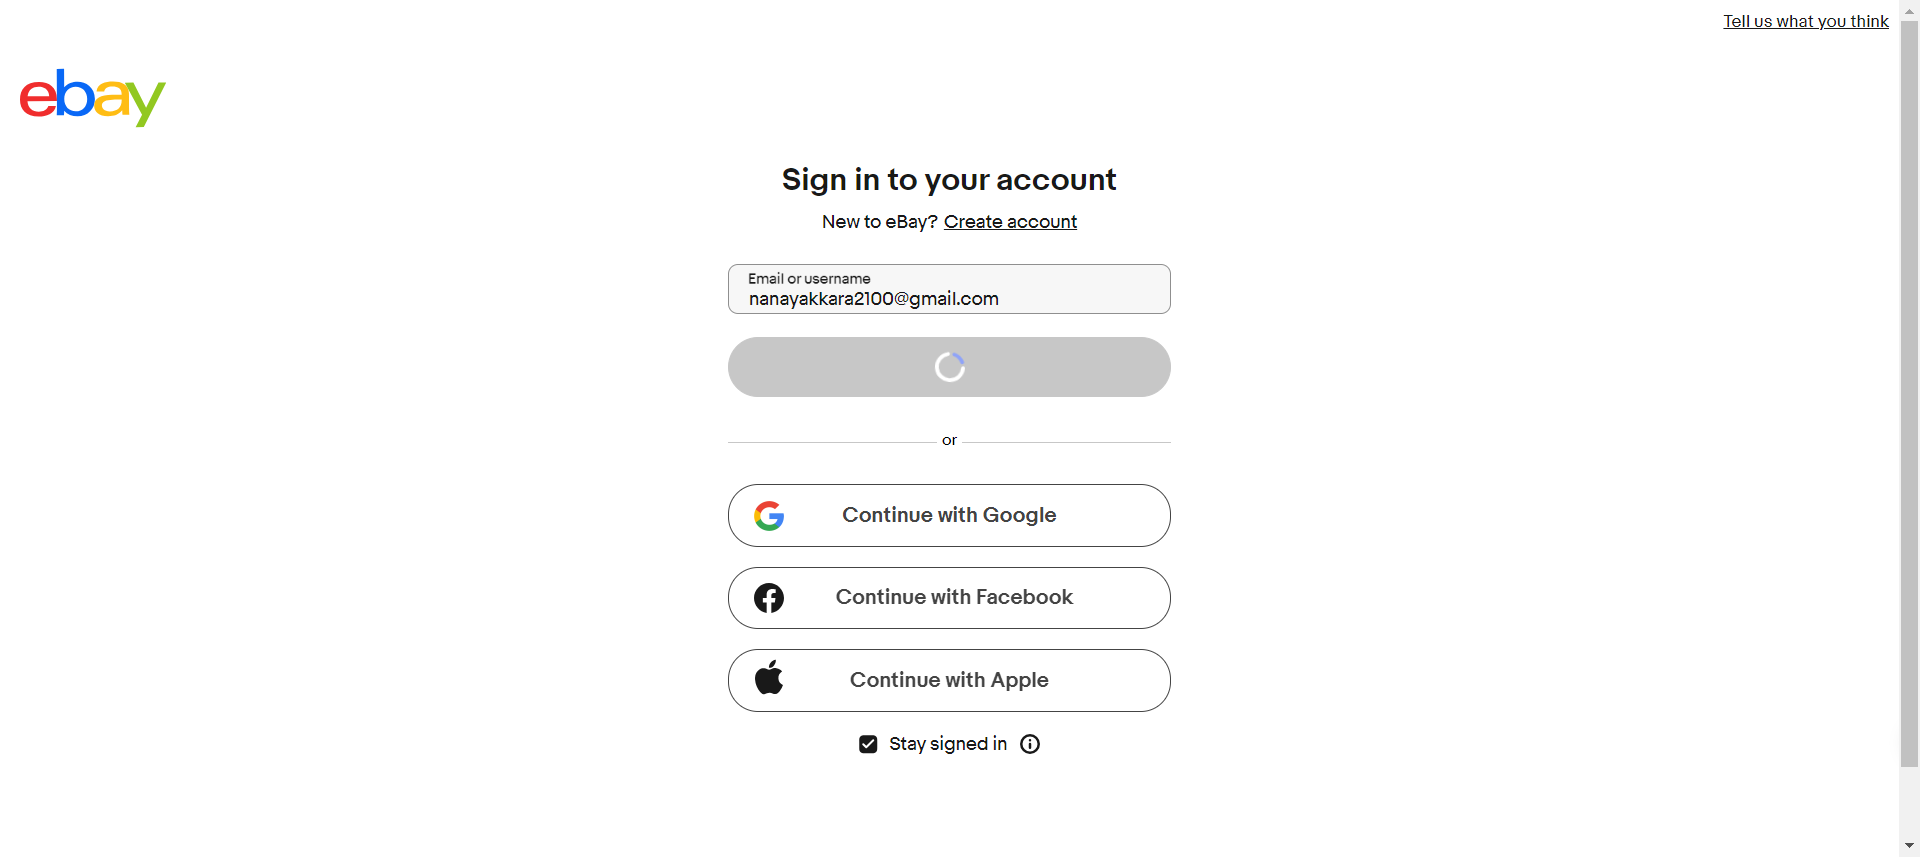 Tell us what you think
ebay
Sign in to your account
New to eBay? Create account
Email or username
nanayakkara2100@gmail.com
or
Continue with Google
Continue with Facebook
Continue with Apple
Stay signed in